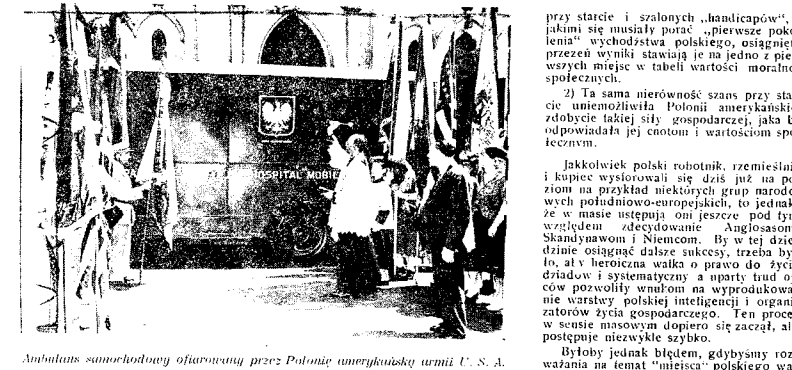 HOSPITAL MOBIL
Ambulans samochodowy ofiarowany przez Polonię amerykańską armii U. S. A.
przy starcie i szalonych „handicapów“,
jakimi się musiały porać „pierwsze poko
lenia“ wychodźstwa polskiego, osiągnięt
przezeń wyniki stawiają je na jedno z pie
wszych miejsc w tabeli wartości moralno
społecznych.
2) Ta sama nierówność szans przy sta
cie uniemożliwiła Polonii amerykański
zdobycie takiej siły gospodarczej, jaka b
odpowiadała jej cnotom i wartościom spo
łecznym.
Jakkolwiek polski robotnik, rzemieślni
i kupiec wysforowali się dziś już na po
ziom na przykład niektórych grup narodo
wych południowo-europejskich, to jednak
że w masie ustępują oni jeszcze pod tym
względem zdecydowanie Anglosasom
Skandynawom i Niemcom. By w tej dzie
dzinie osiągnąć dalsze sukcesy, trzeba by
ło, aby heroiczna walka o prawo do życi
dziadów i systematyczny a uparty trud oj
ców pozwoliły wnukom na wyprodukowa
nie warstwy polskiej inteligencji i organi
zatorów życia gospodarczego. Ten proce
w sensie masowym dopiero się zaczął, al
postępuje niezwykle szybko.
Byłoby jednak błędem, gdybyśmy roz
ważania na temat "miejsca" polskiego wa